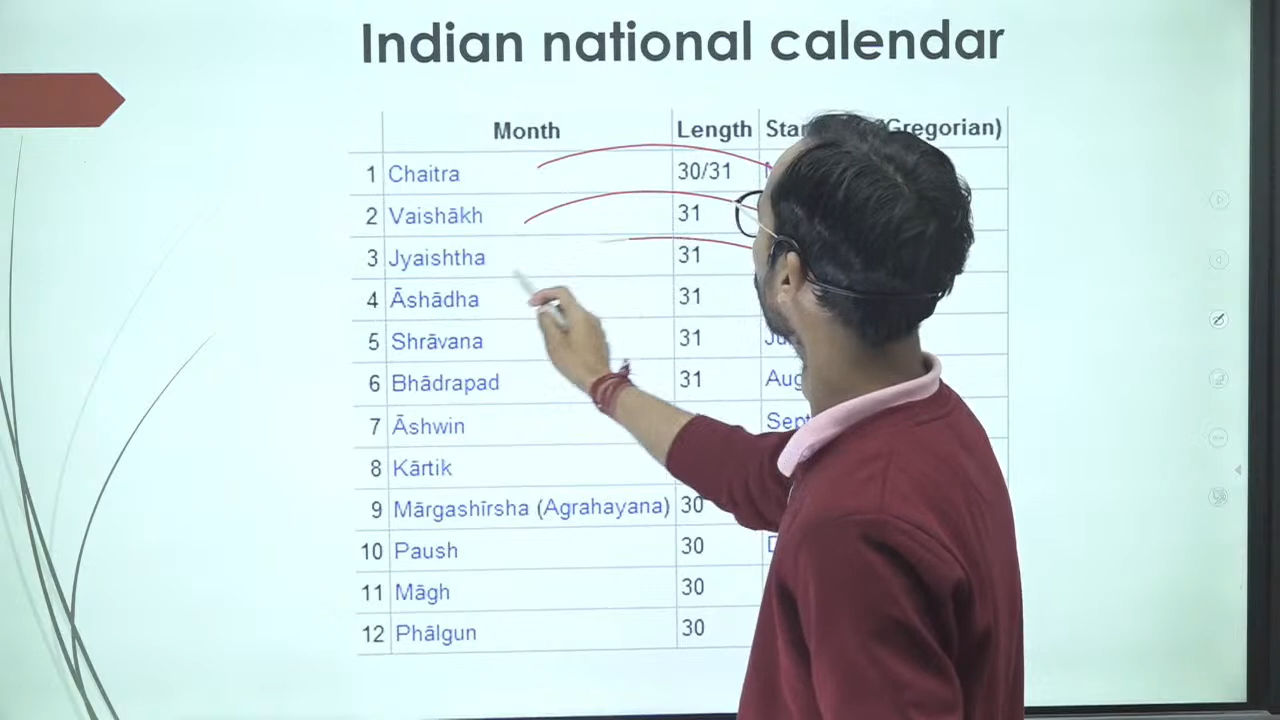 Indian national calendar
Month Length (Gregorian)
1 Chaitra 30/31
2 Vaishākh 31
3 Jyaishtha 31
4 Āshādha 31
5 Shrāvana 31
6 Bhādrapad 31
7 Āshwin
8 Kārtik
9 Mārgashīrsha (Agrahayana) 30
10 Paush 30
11 Māgh 30
12 Phālgun 30